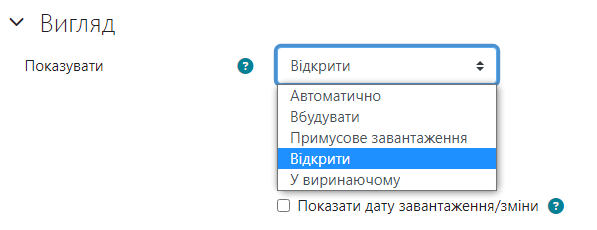 Вигляд
Показувати
Відкрити
Автоматично
Вбудувати
Примусове завантаження
Відкрити
У виринаючому
Показати дату завантаження/зміни